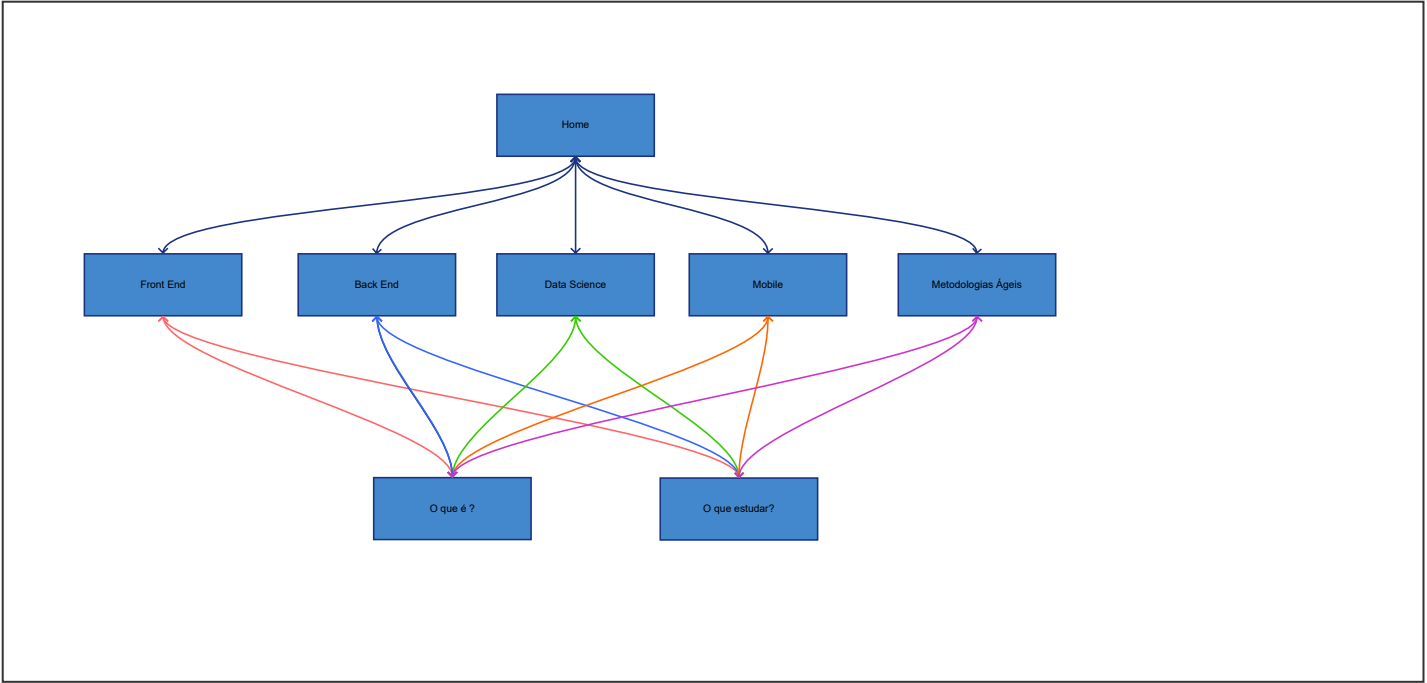 Home
Front End
Back End
Data Science
Mobile
Metodologias Ágeis
O que é ?
O que estudar?